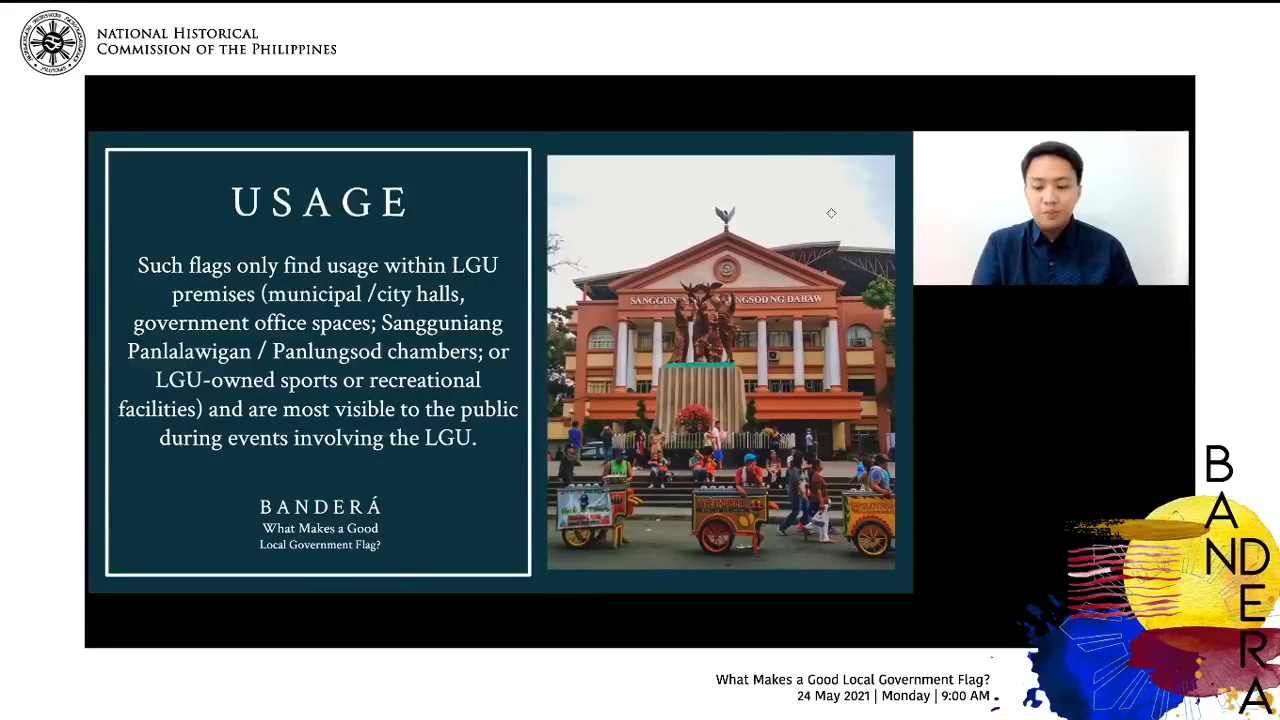 NATIONAL HISTORICAL
COMMISSION OF THE PHILIPPINES
USAGE
Such flags only find usage within LGU
premises (municipal /city halls,
government office spaces; Sangguniang
Panlalawigan / Panlungsod chambers; or
LGU-owned sports or recreational
facilities) and are most visible to the public
during events involving the LGU.
BANDERÁ
What Makes a Good
Local Government Flag?
NG DABAW
BANDERA
What Makes a Good Local Government Flag?
24 May 2021 | Monday | 9:00 AM